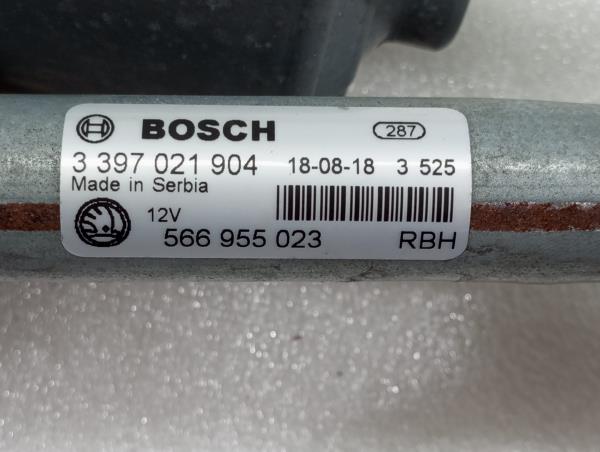 BOSCH 287
3 397 021 904 18-08-18 3 525
Made in Serbia
12V
566 955 023 RBH